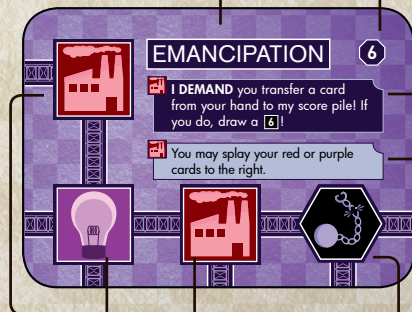 EMANCIPATION 6
I DEMAND you transfer a card
from your hand to my score pile! If
you do, draw a 6!
You may splay your red or purple
cards to the right.